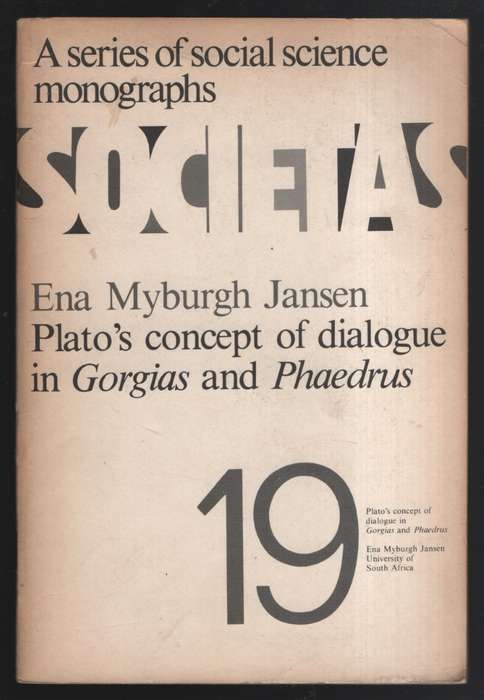 A series of social science
monographs
SOCIETAS
Ena Myburgh Jansen
Plato's concept of dialogue
in Gorgias and Phaedrus
19
Plato's concept of
dialogue in
Gorgias and Phaedrus
Ena Myburgh Jansen
University of
South Africa